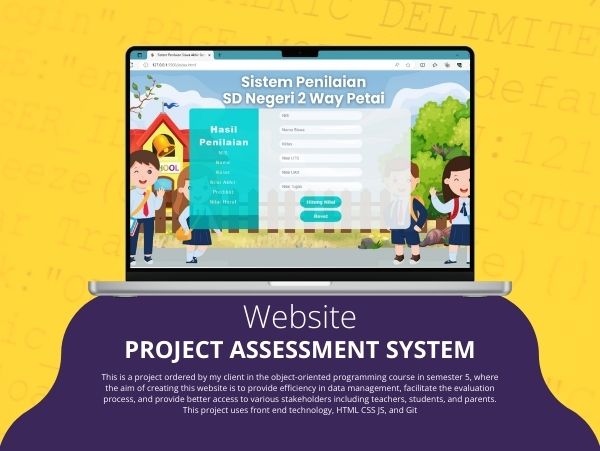 Sistem Penilaian
SD Negeri 2 Way Petai
Hasil
Penilaian
NIS
Nama
Kelas
Nilai Akhir
Predikat
Nilai Huruf
NIS
Nama Siswa
Kelas
Nilai UTS
Nilai UAS
Nilai Tugas
Hitung Nilai
Reset
Website
PROJECT ASSESSMENT SYSTEM
This is a project ordered by my client in the object-oriented programming course in semester 5, where
the aim of creating this website is to provide efficiency in data management, facilitate the evaluation
process, and provide better access to various stakeholders including teachers, students, and parents.
This project uses front end technology, HTML CSS JS, and Git